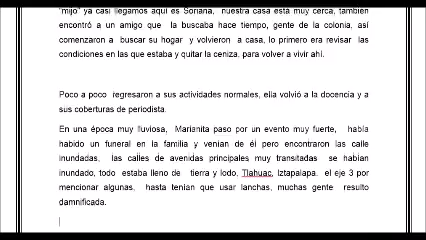 "mijo" ya casi llegamos aquí es Soriana, nuestra casa está muy cerca, también
encontró a un amigo que la buscaba hace tiempo, gente de la colonia, así
comenzaron a buscar su hogar y volvieron a casa, lo primero era revisar las
condiciones en las que estaba y quitar la ceniza, para volver a vivir ahí.
Poco a poco regresaron a sus actividades normales, ella volvió a la docencia y a
sus coberturas de periodista.
En una época muy lluviosa, Marianita paso por un evento muy fuerte, había
habido un funeral en la familia y venían de él pero encontraron las calle
inundadas, las calles de avenidas principales muy transitadas se habían
inundado, todo estaba lleno de tierra y lodo, Tlahuac, Iztapalapa. el eje 3 por
mencionar algunas, hasta tenían que usar lanchas, muchas gente resulto
damnificada.